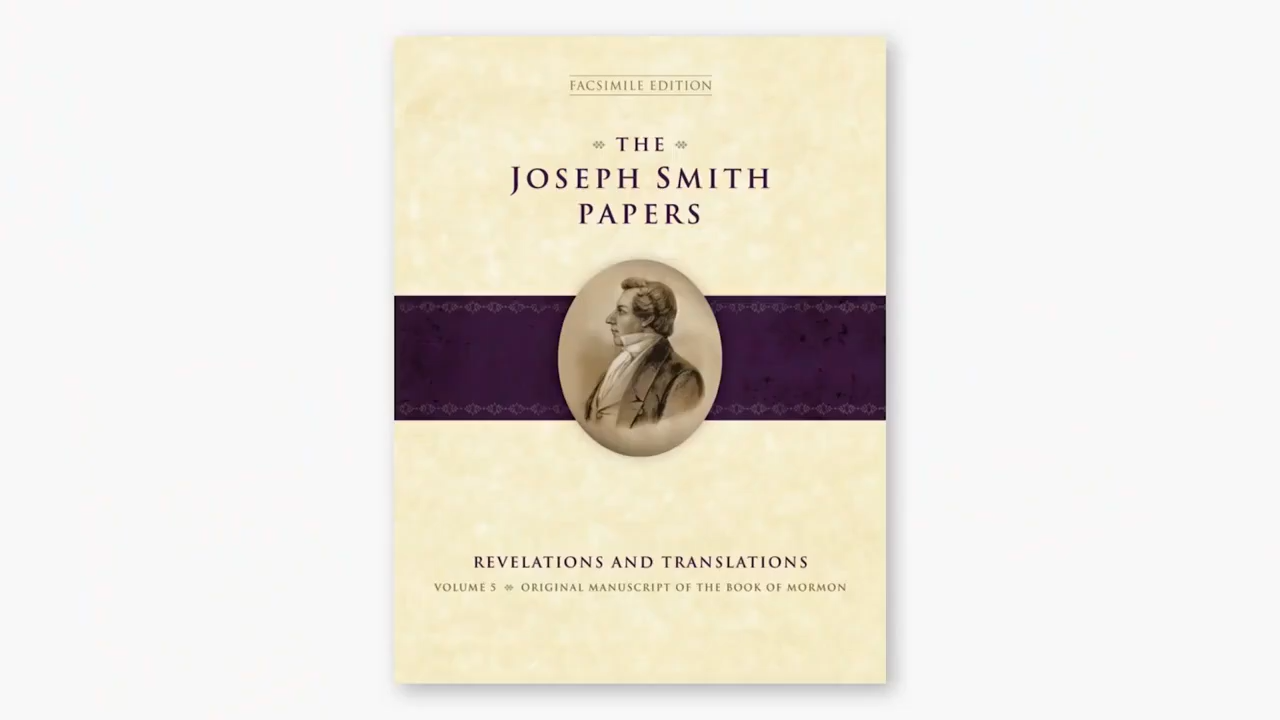 FACSIMILE EDITION
THE
JOSEPH SMITH
PAPERS
REVELATIONS AND TRANSLATIONS
VOLUME 5 ORIGINAL MANUSCRIPT OF THE BOOK OF MORMON